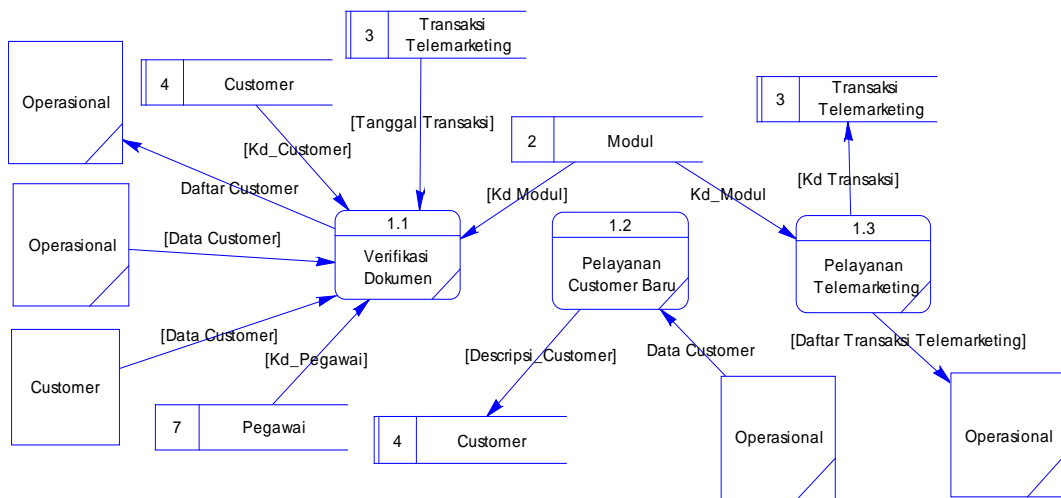 3
Transaksi
Telemarketing
4
Customer
Operasional
3
Transaksi
Telemarketing
[Tanggal Transaksi]
2
Modul
[Kd_Customer]
Daftar Customer
[Kd Modul]
Kd_Modul
[Kd Transaksi]
1.1
Verifikasi
Dokumen
1.2
Pelayanan
Customer Baru
1.3
Pelayanan
Telemarketing
Operasional
[Data Customer]
[Data Customer]
Customer
[Kd_Pegawai]
[Descripsi_Customer]
Data Customer
[Daftar Transaksi Telemarketing]
7
Pegawai
4
Customer
Operasional
Operasional